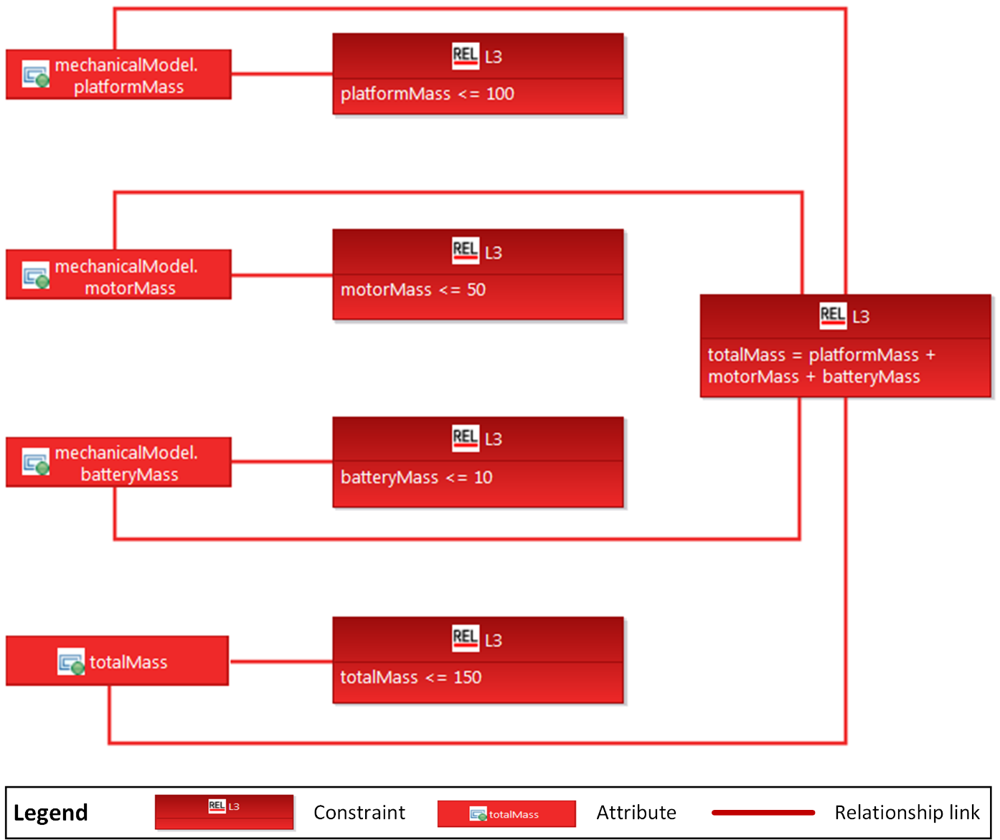 mechanicalModel.
platformMass
REL L3
platformMass <= 100
mechanicalModel.
motorMass
REL L3
motorMass <= 50
REL L3
totalMass = platformMass +
motorMass + batteryMass
mechanicalModel.
batteryMass
REL L3
batteryMass <= 10
totalMass
REL L3
totalMass <= 150
Legend
REL L3
Constraint
totalMass
Attribute
Relationship link